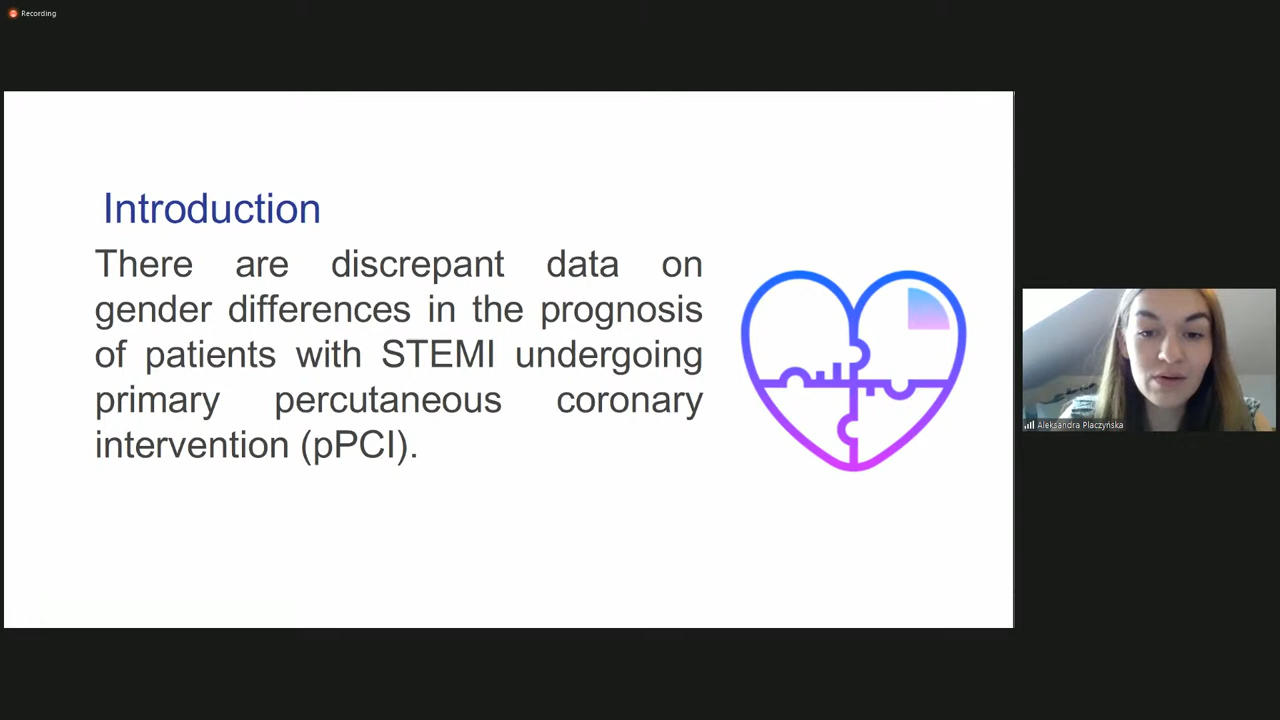 Recording
Introduction
There are discrepant data on
gender differences in the prognosis
of patients with STEMI undergoing
primary percutaneous coronary
intervention (pPCI).
Aleksandra Placzyńska